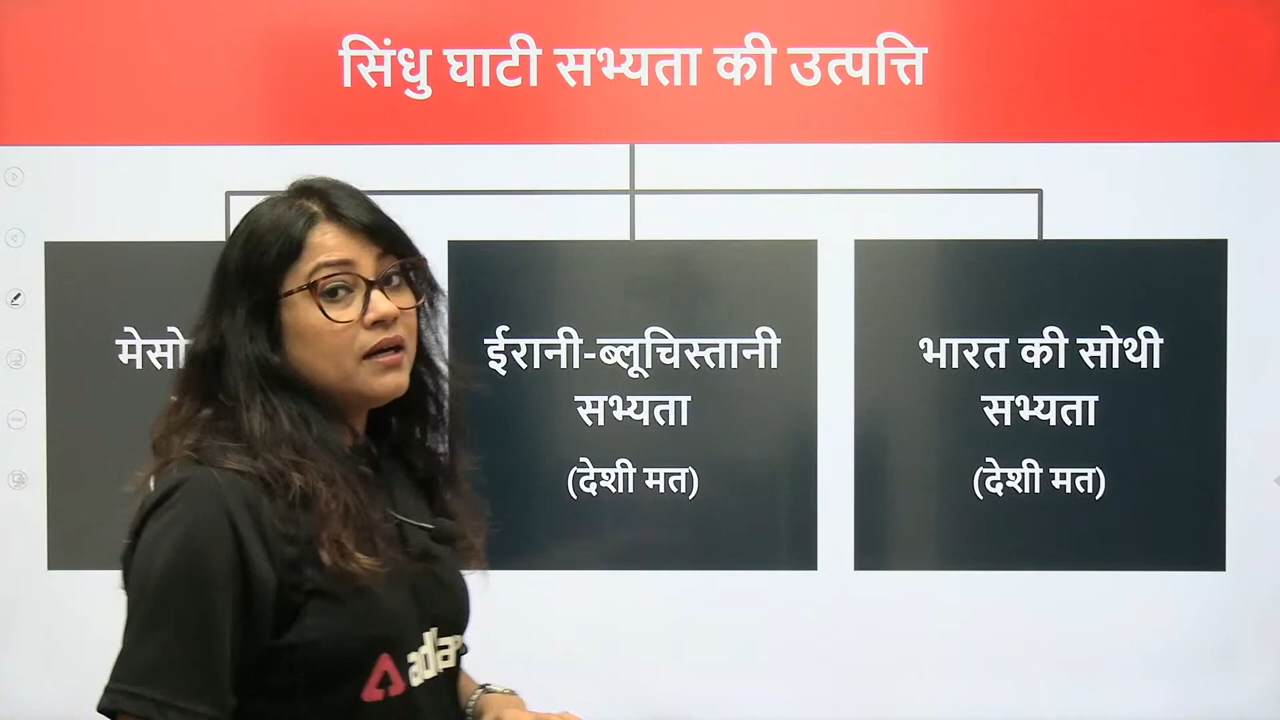 सिंधु घाटी सभ्यता की उत्पत्ति
ईरानी-ब्लूचिस्तानी
सभ्यता
(देशी मत)
भारत की सोथी
सभ्यता
(देशी मत)